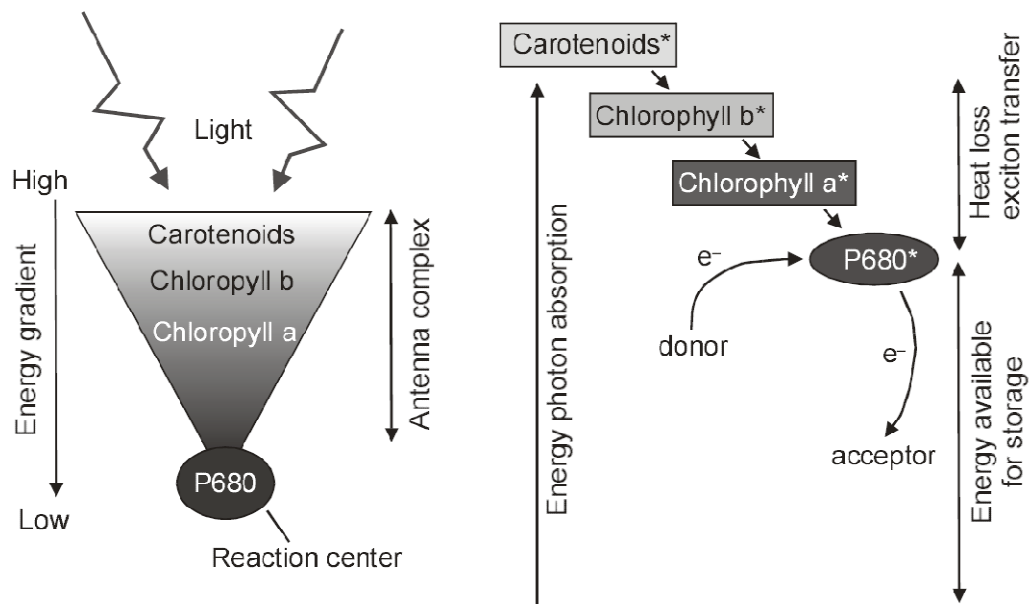 Light
High
Energy gradient
Low
Carotenoids
Chloropyll b
Chloropyll a
Antenna complex
P680
Reaction center
Carotenoids*
Chlorophyll b*
Chlorophyll a*
P680*
e–
donor
e–
acceptor
Energy photon absorption
Heat loss
exciton transfer
Energy available
for storage